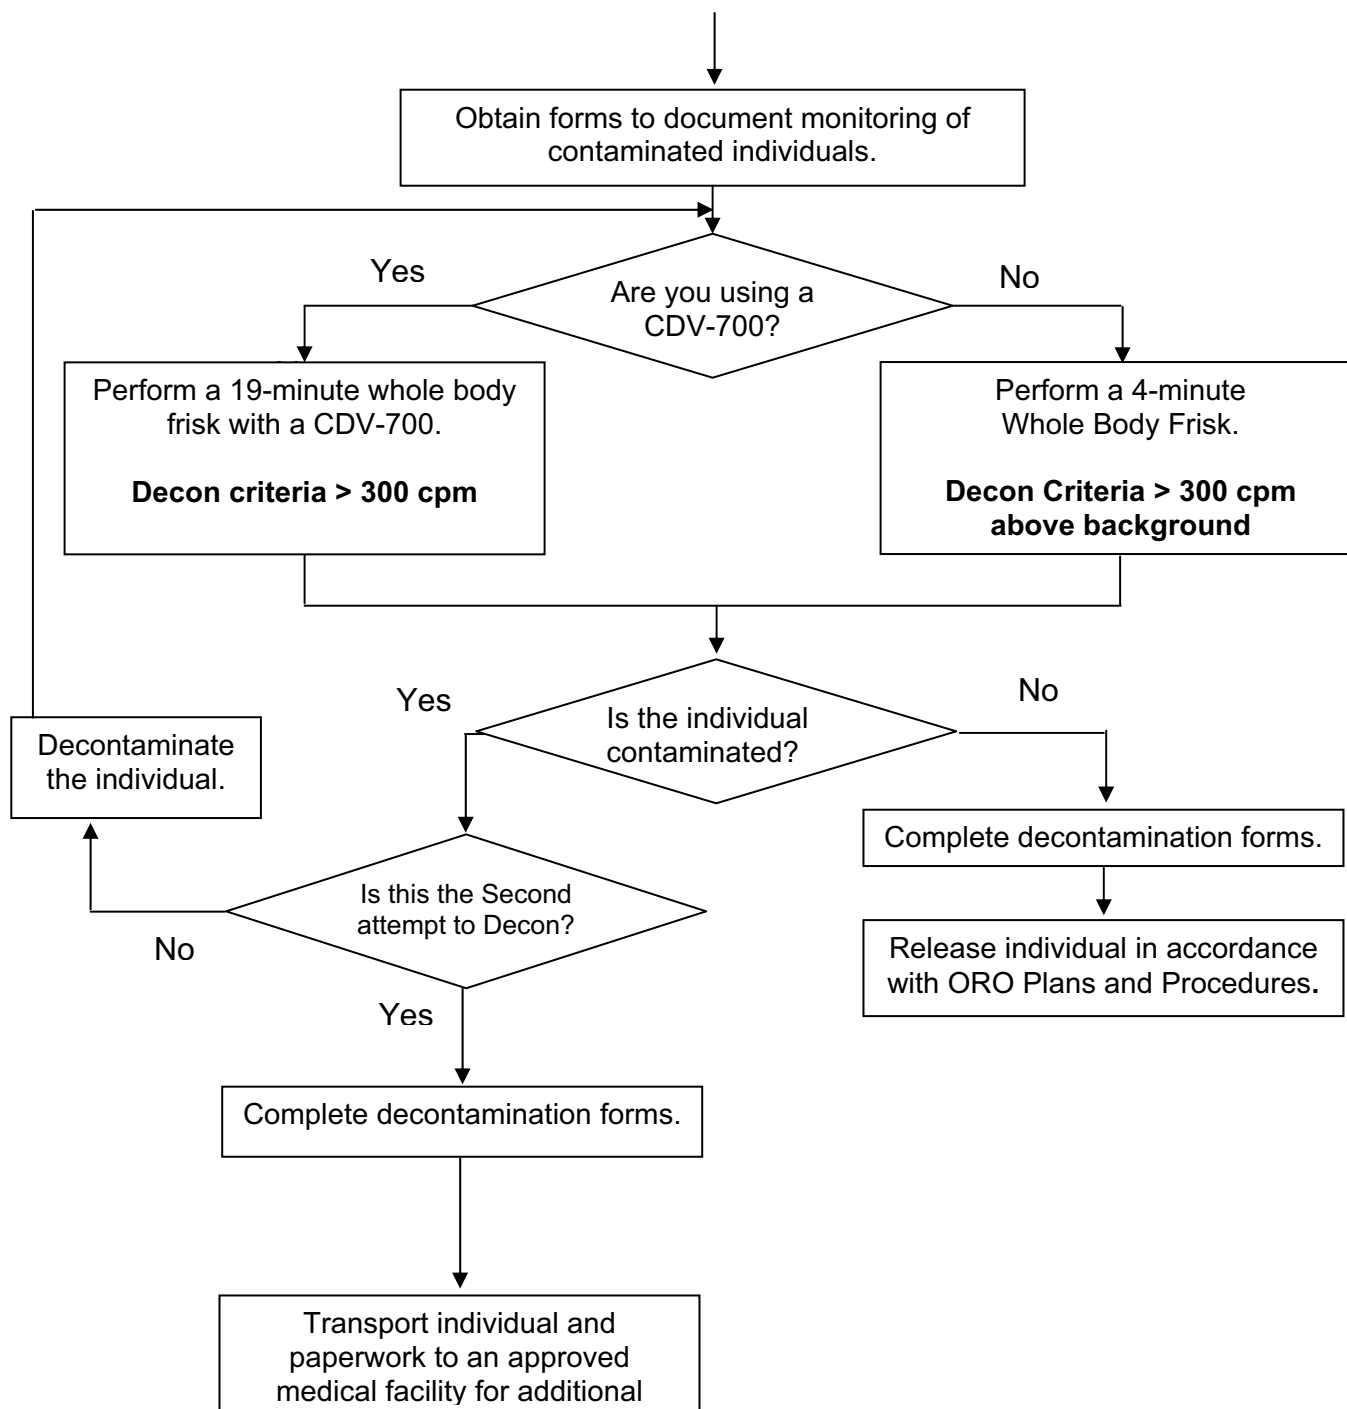 Obtain forms to document monitoring of
contaminated individuals.
Yes
No
Are you using a
CDV-700?
Perform a 19-minute whole body
frisk with a CDV-700.
Decon criteria > 300 cpm
Perform a 4-minute
Whole Body Frisk.
Decon Criteria > 300 cpm
above background
Yes
No
Is the individual
contaminated?
Decontaminate
the individual.
Complete decontamination forms.
Is this the Second
attempt to Decon?
No
Release individual in accordance
with ORO Plans and Procedures.
Yes
Complete decontamination forms.
Transport individual and
paperwork to an approved
medical facility for additional